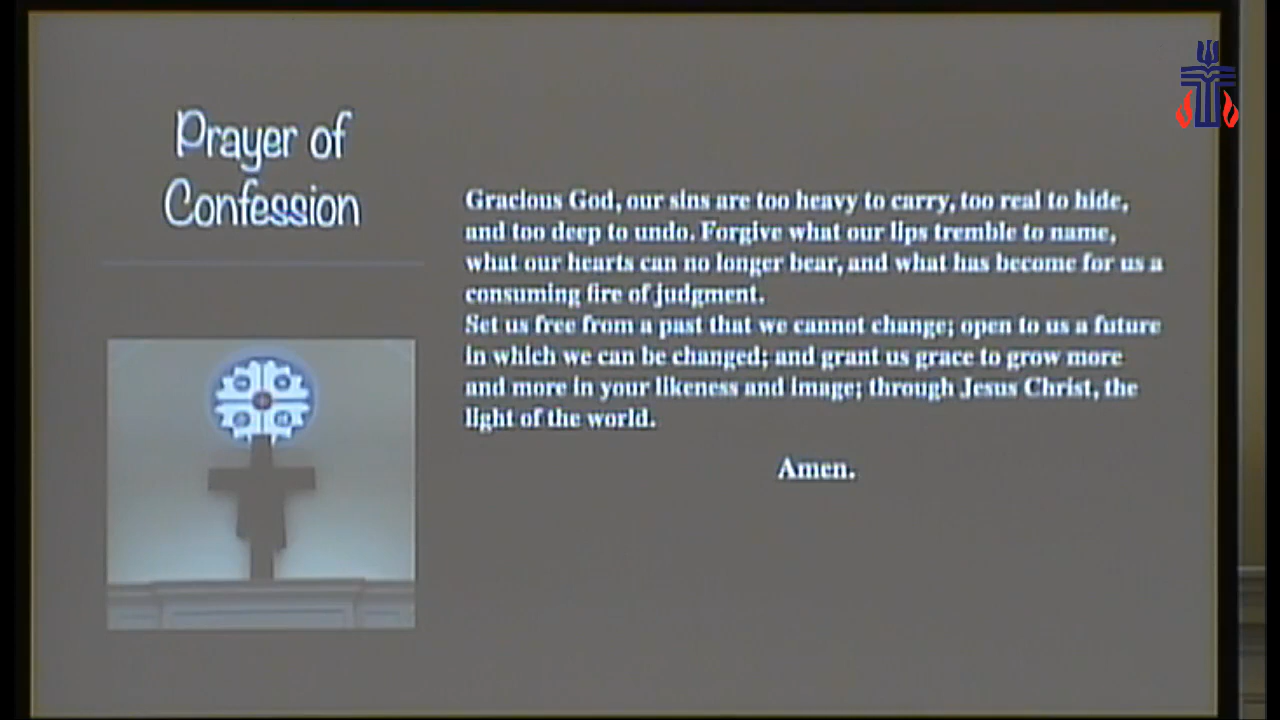 Prayer of
Confession
Gracious God, our sins are too heavy to carry, too real to hide,
and too deep to undo. Forgive what our lips tremble to name,
what our hearts can no longer bear, and what has become for us a
consuming fire of judgment.
Set us free from a past that we cannot change; open to us a future
in which we can be changed; and grant us grace to grow more
and more in your likeness and image; through Jesus Christ, the
light of the world.
Amen.